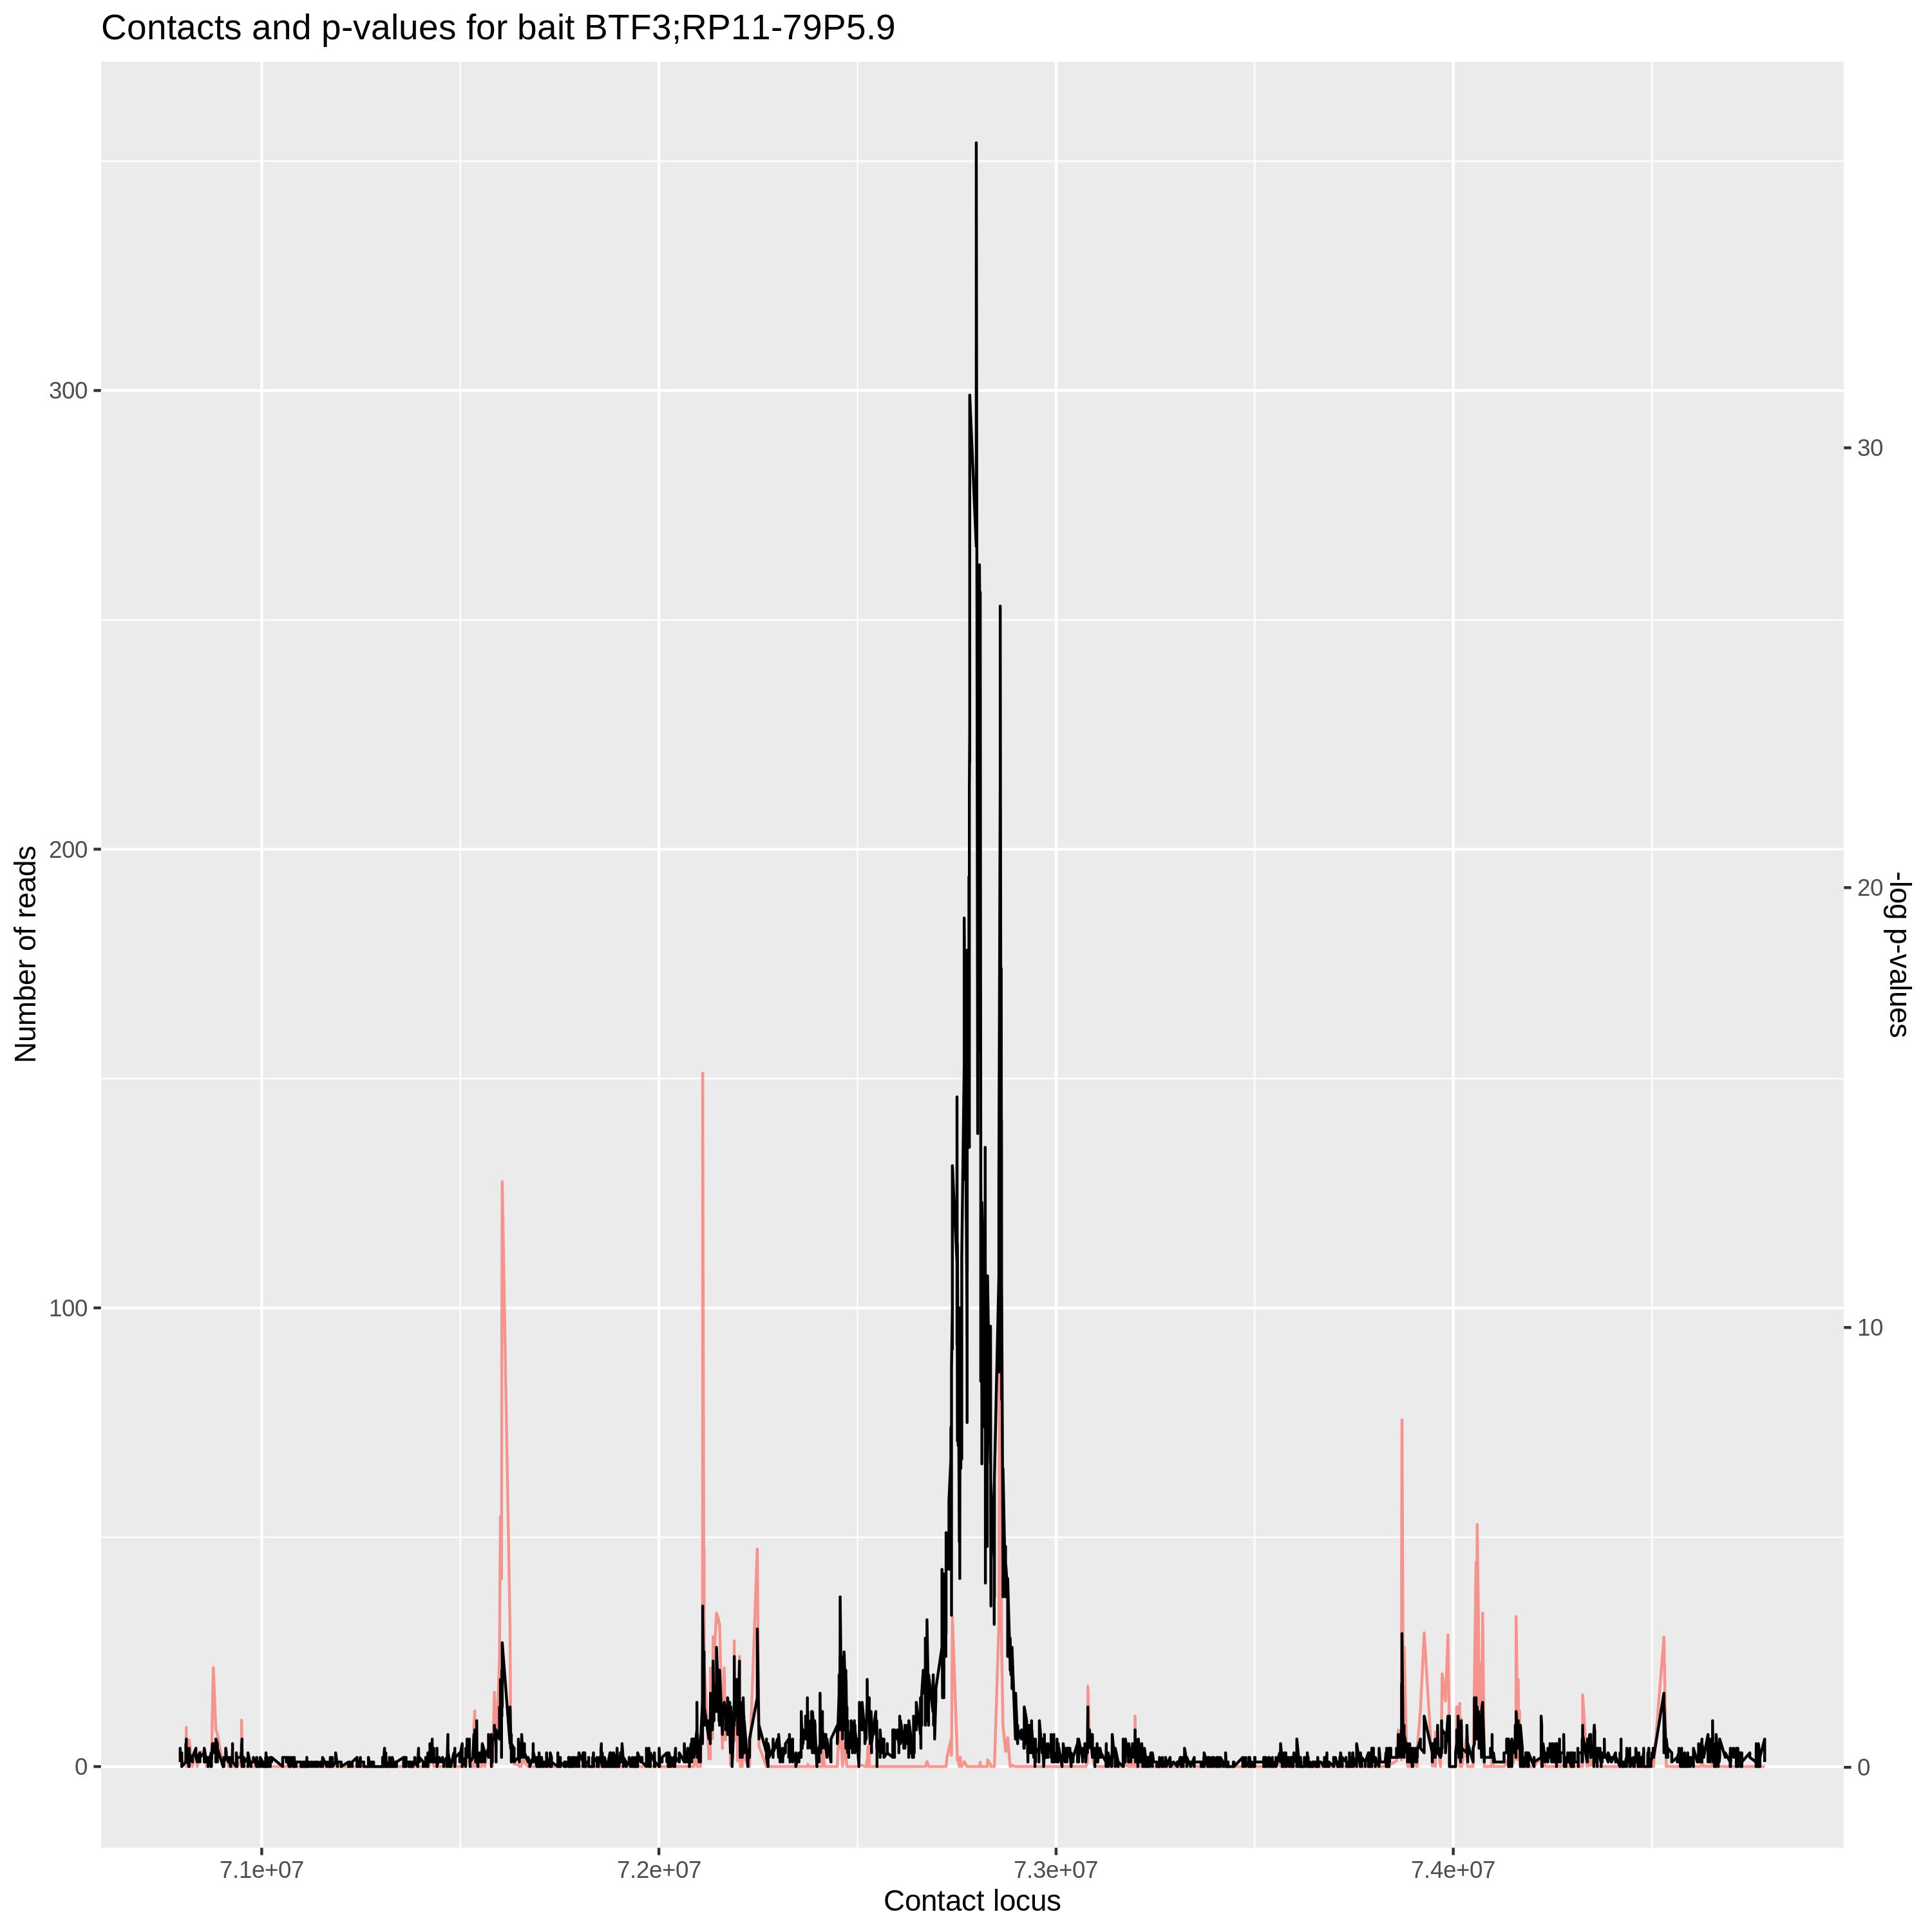 Contacts and p-values for bait BTF3;RP11-79P5.9
Number of reads
300
200
100
0
30
20
10
0
-log p-values
7.1e+07 7.2e+07 7.3e+07 7.4e+07
Contact locus